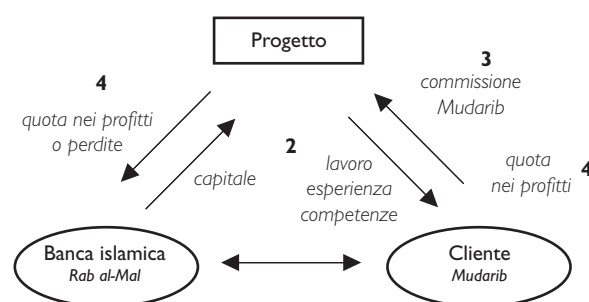 Progetto
4
quota nei profitti
o perdite
3
commissione
Mudarib
2
capitale
lavoro
esperienza
competenze
quota
nei profitti
4
Banca islamica
Rab al-Mal
Cliente
Mudarib